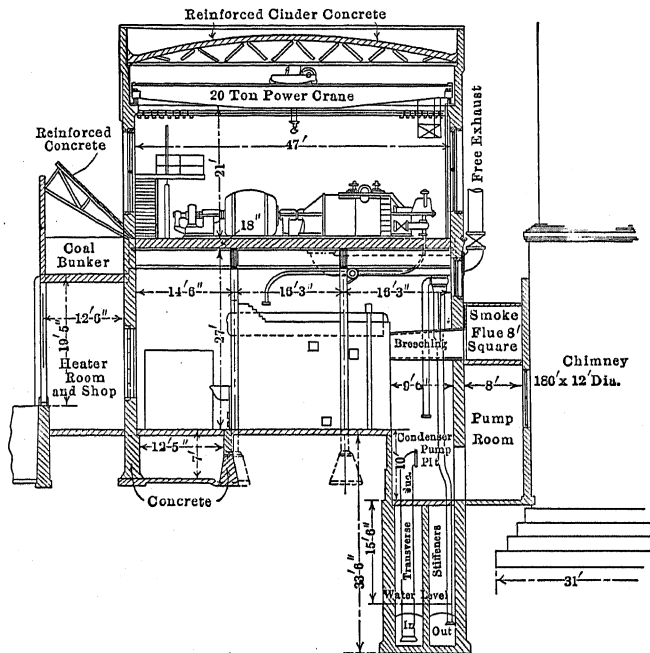 Reinforced Cinder Concrete
20 Ton Power Crane
Reinforced
Concrete
47'
21'
Free Exhaust
18"
Coal
Bunker
14'-6"
16'-3"
16'-3"
12'-6"
19'-5"
27'
Heater
Room
and Shop
Breeching
Smoke
Flue 8'
Square
9'-6"
8'
Chimney
180' x 12' Dia.
Pump
Room
12'-5"
7'
Condenser
Pump
Pit
10'
Suc.
Concrete
15'-6"
33'-6"
Transverse
Stiffeners
Water Level
In
Out
31'